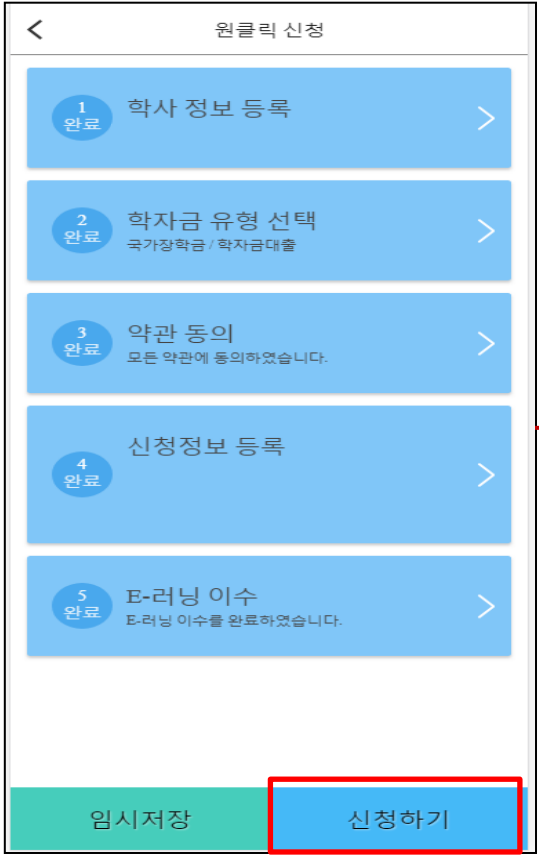 원클릭 신청
1
완료
학사 정보 등록
2
완료
학자금 유형 선택
국가장학금 / 학자금대출
3
완료
약관 동의
모든 약관에 동의하였습니다.
4
완료
신청정보 등록
5
완료
E-러닝 이수
E-러닝 이수를 완료하였습니다.
임시저장
신청하기